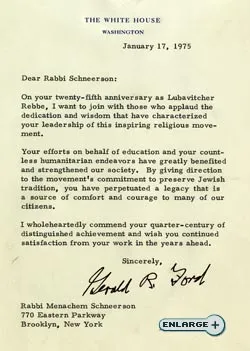 THE WHITE HOUSE
WASHINGTON
January 17, 1975
Dear Rabbi Schneerson:
On your twenty-fifth anniversary as Lubavitcher
Rebbe, I want to join with those who applaud the
dedication and wisdom that have characterized
your leadership of this inspiring religious move-
ment.
Your efforts on behalf of education and your count-
less humanitarian endeavors have greatly benefited
and strengthened our society. By giving direction
to the movement's commitment to preserve Jewish
tradition, you have perpetuated a legacy that is
a source of comfort and courage to many of our
citizens.
I wholeheartedly commend your quarter-century of
distinguished achievement and wish you continued
satisfaction from your work in the years ahead.
Sincerely,
Gerald R. Ford
Rabbi Menachem Schneerson
770 Eastern Parkway
Brooklyn, New York
ENLARGE +